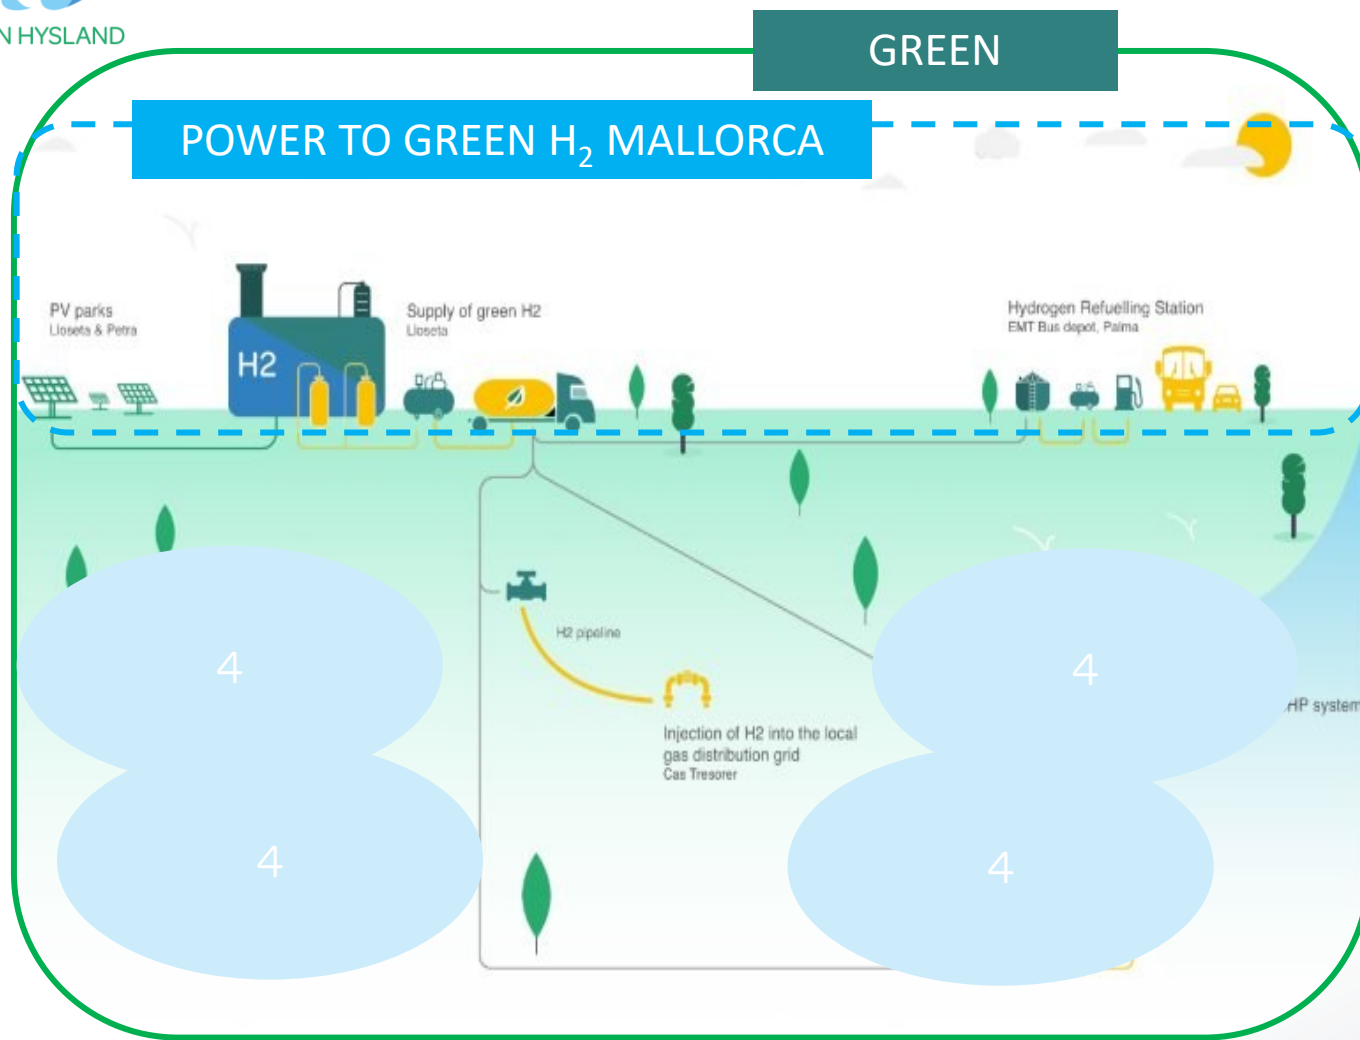 N HYSLAND
GREEN
POWER TO GREEN H₂ MALLORCA
PV parks
Lloseta & Petra
H2
Supply of green H2
Lloseta
Hydrogen Refuelling Station
EMT Bus depot, Palma
H2 pipeline
Injection of H2 into the local
gas distribution grid
Cas Tresorer
HP system
4
4
4
4